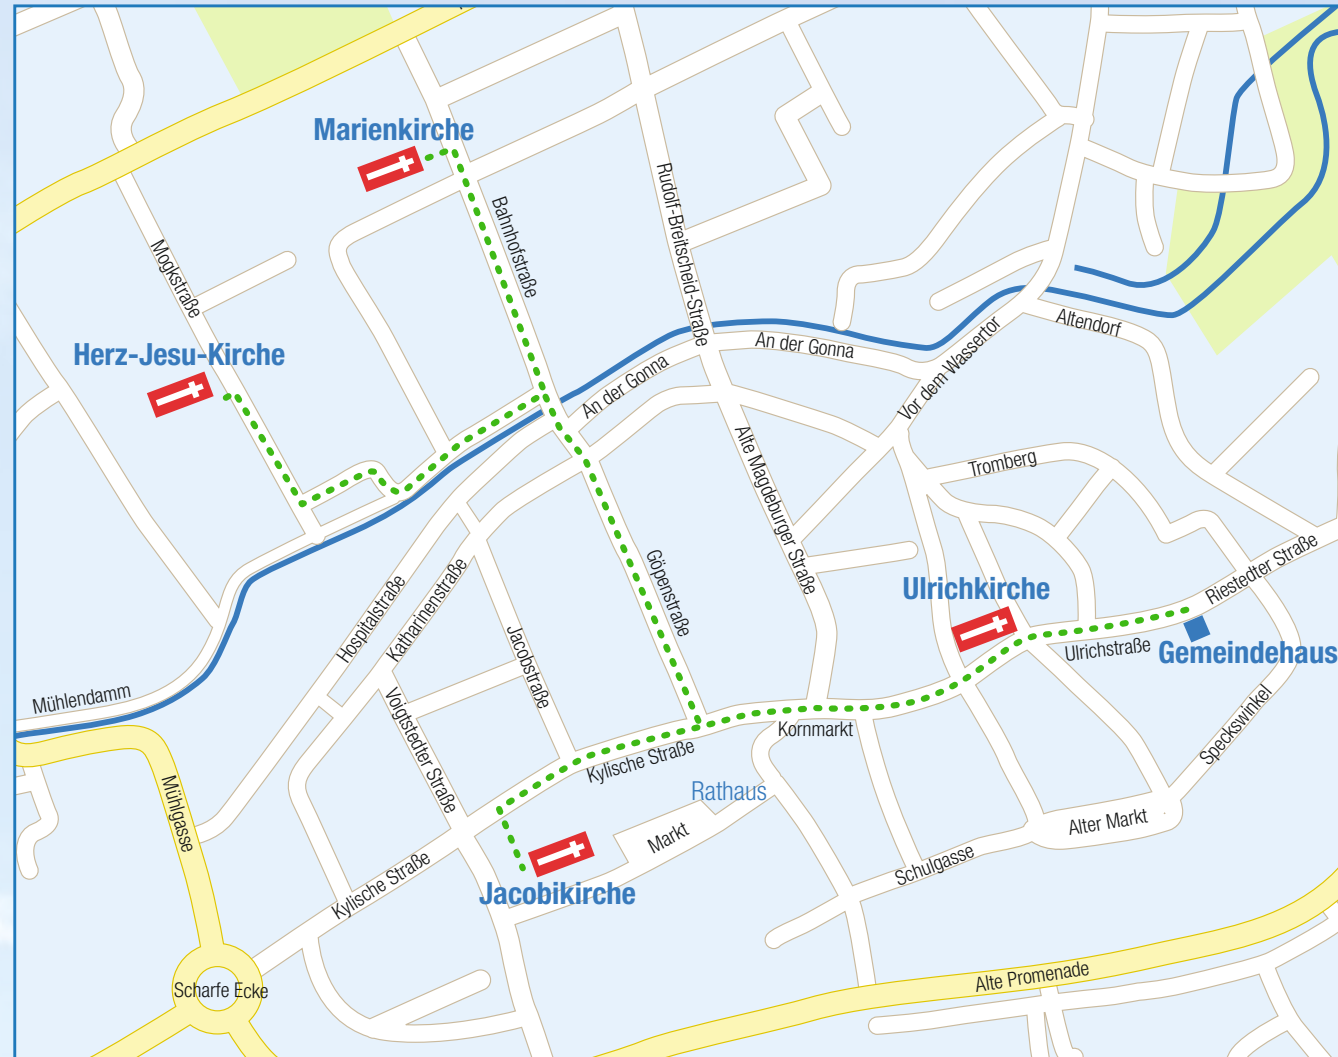 Marienkirche
Bahnhofstraße
Rudolf-Breitscheid-Straße
Mogkstraße
Herz-Jesu-Kirche
An der Gonna
An der Gonna
Vor dem Wassertor
Altendorf
Alte Magdeburger Straße
Tromberg
Göpenstraße
Hospitalstraße
Katharinenstraße
Jacobstraße
Ulrichkirche
Riestedter Straße
Ulrichstraße
Gemeindehaus
Mühlendamm
Voigtstedter Straße
Kylische Straße
Kornmarkt
Speckswinkel
Rathaus
Mühlgasse
Markt
Alter Markt
Schulgasse
Kylische Straße
Jacobikirche
Scharfe Ecke
Alte Promenade